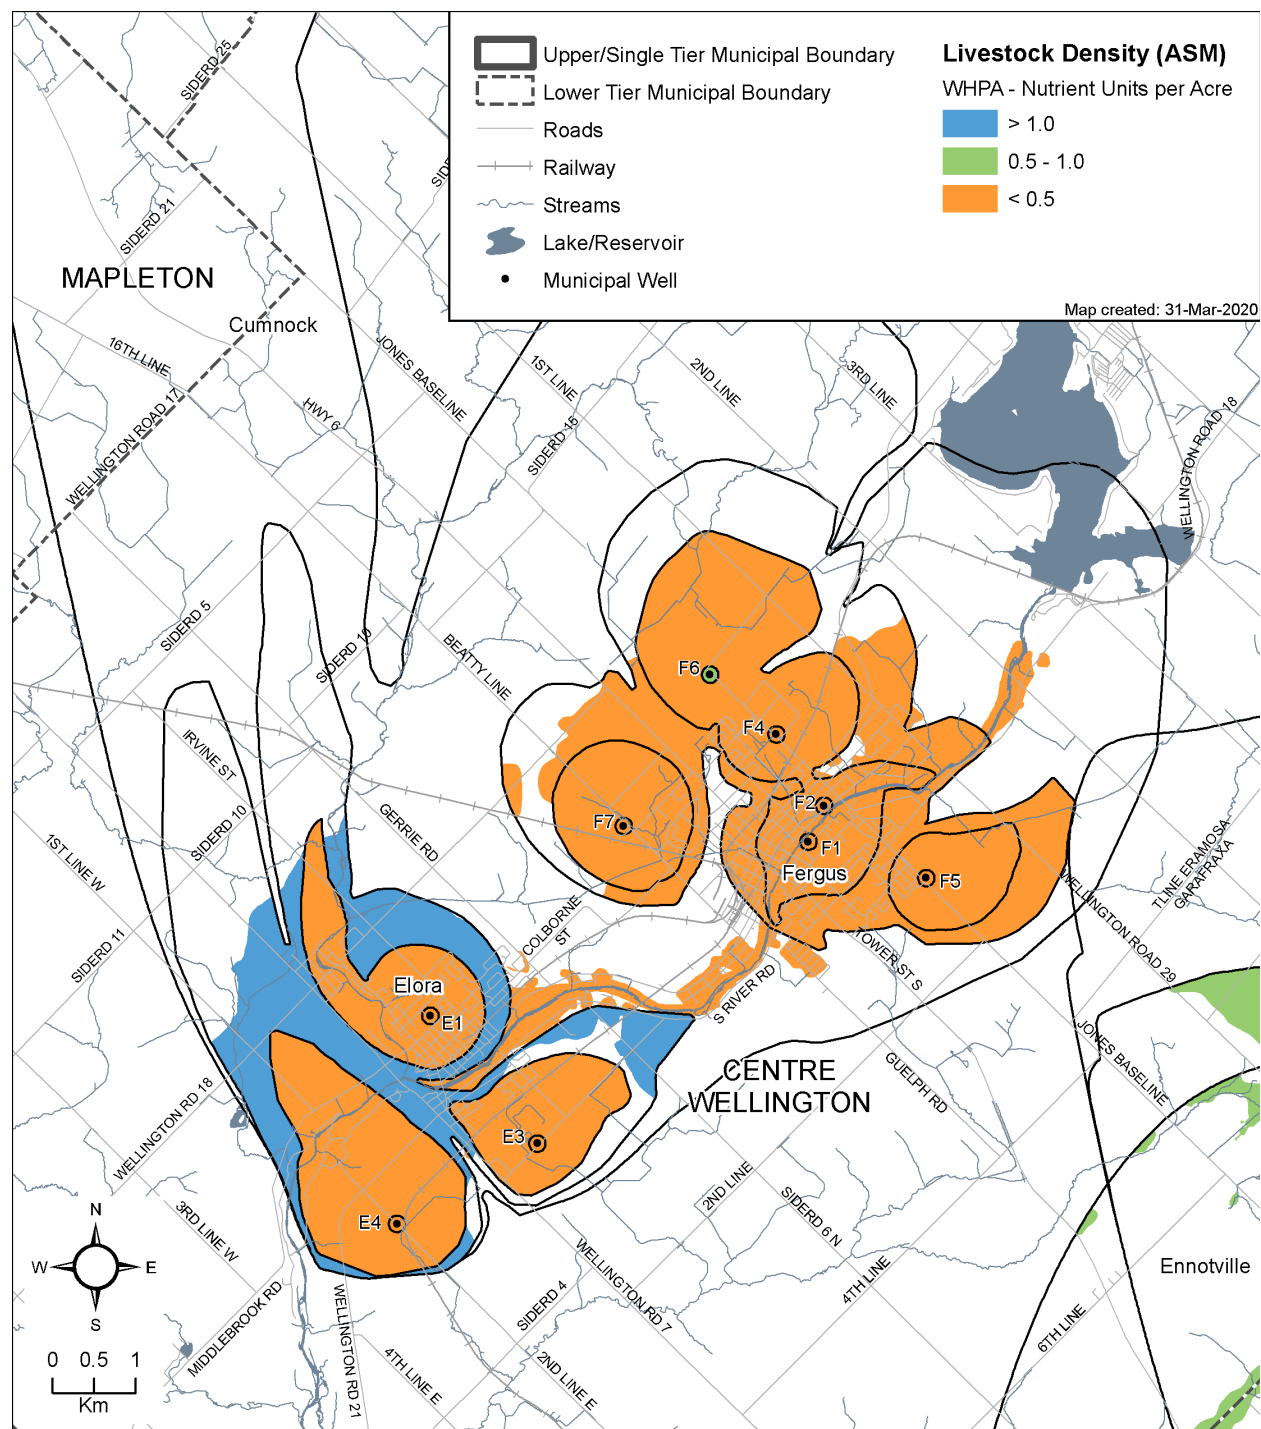 Upper/Single Tier Municipal Boundary
Lower Tier Municipal Boundary
Roads
Railway
Streams
Lake/Reservoir
Municipal Well
Livestock Density (ASM)
WHPA - Nutrient Units per Acre
> 1.0
0.5 - 1.0
< 0.5
Map created: 31-Mar-2020
SIDERD 25
SIDERD 21
MAPLETON
Cumnock
16TH LINE
WELLINGTON ROAD 17
HWY 6
JONES BASELINE
1ST LINE
2ND LINE
3RD LINE
SIDERD 15
WELLINGTON ROAD 18
SIDERD 5
SIDERD 10
BEATTY LINE
F6
F4
IRVINE ST
GERRIE RD
SIDERD 10
1ST LINE W
SIDERD 11
F7
F2
F1
Fergus
F5
TLINE ERAMOSA
GARAFRAXA
WELLINGTON ROAD 29
COLBORNE
ST
TOWER ST S
S RIVER RD
Elora
E1
JONES BASELINE
GUELPH RD
CENTRE
WELLINGTON
WELLINGTON RD 18
E3
2ND LINE
SIDERD 6 N
3RD LINE W
E4
WELLINGTON RD 7
4TH LINE
Ennotville
SIDERD 4
6TH LINE
MIDDLEBROOK RD
WELLINGTON RD 21
4TH LINE E
2ND LINE E
N
W
E
S
0 0.5 1
Km